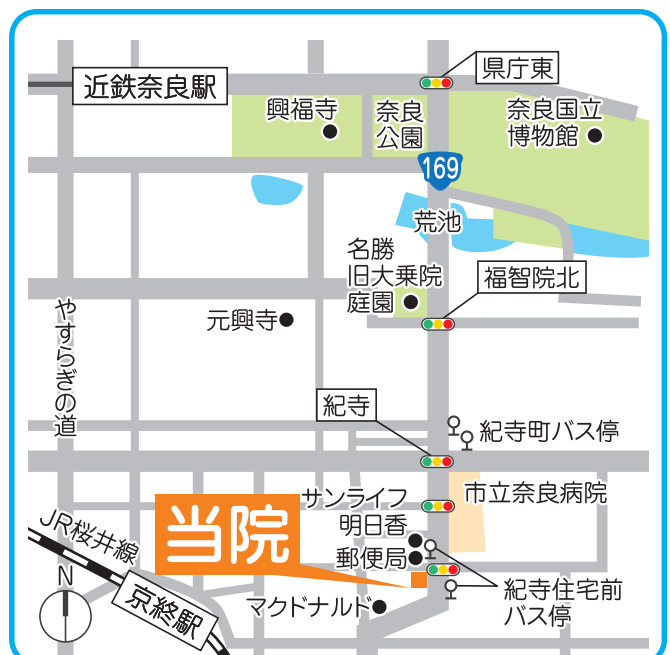 県庁東
近鉄奈良駅
興福寺
奈良
公園
奈良国立
博物館
169
荒池
名勝
旧大乗院
庭園
福智院北
元興寺
やすらぎの道
紀寺
紀寺町バス停
サンライフ
明日香
市立奈良病院
当院
郵便局
JR桜井線
N
京終駅
マクドナルド
紀寺住宅前
バス停